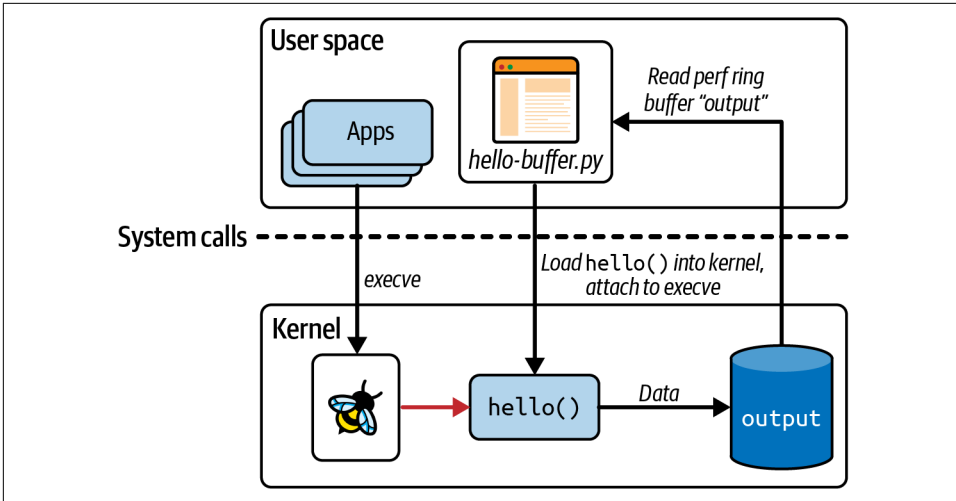 User space
Apps
hello-buffer.py
Read perf ring
buffer “output”
System calls
execve
Load hello() into kernel,
attach to execve
Kernel
hello()
Data
output